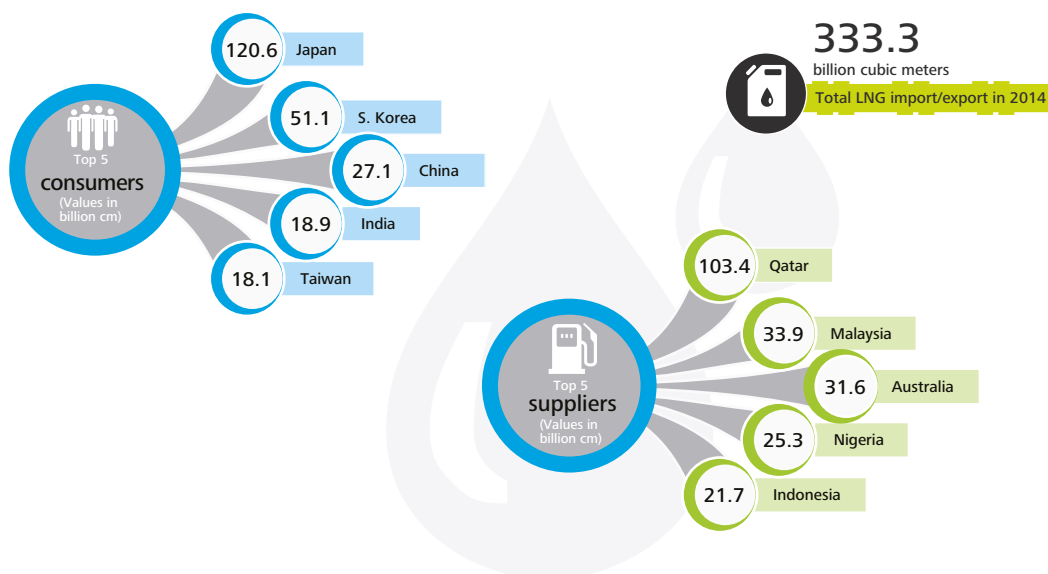 333.3
billion cubic meters
Total LNG import/export in 2014
Top 5
consumers
(Values in
billion cm)
120.6 Japan
51.1 S. Korea
27.1 China
18.9 India
18.1 Taiwan
Top 5
suppliers
(Values in
billion cm)
103.4 Qatar
33.9 Malaysia
31.6 Australia
25.3 Nigeria
21.7 Indonesia